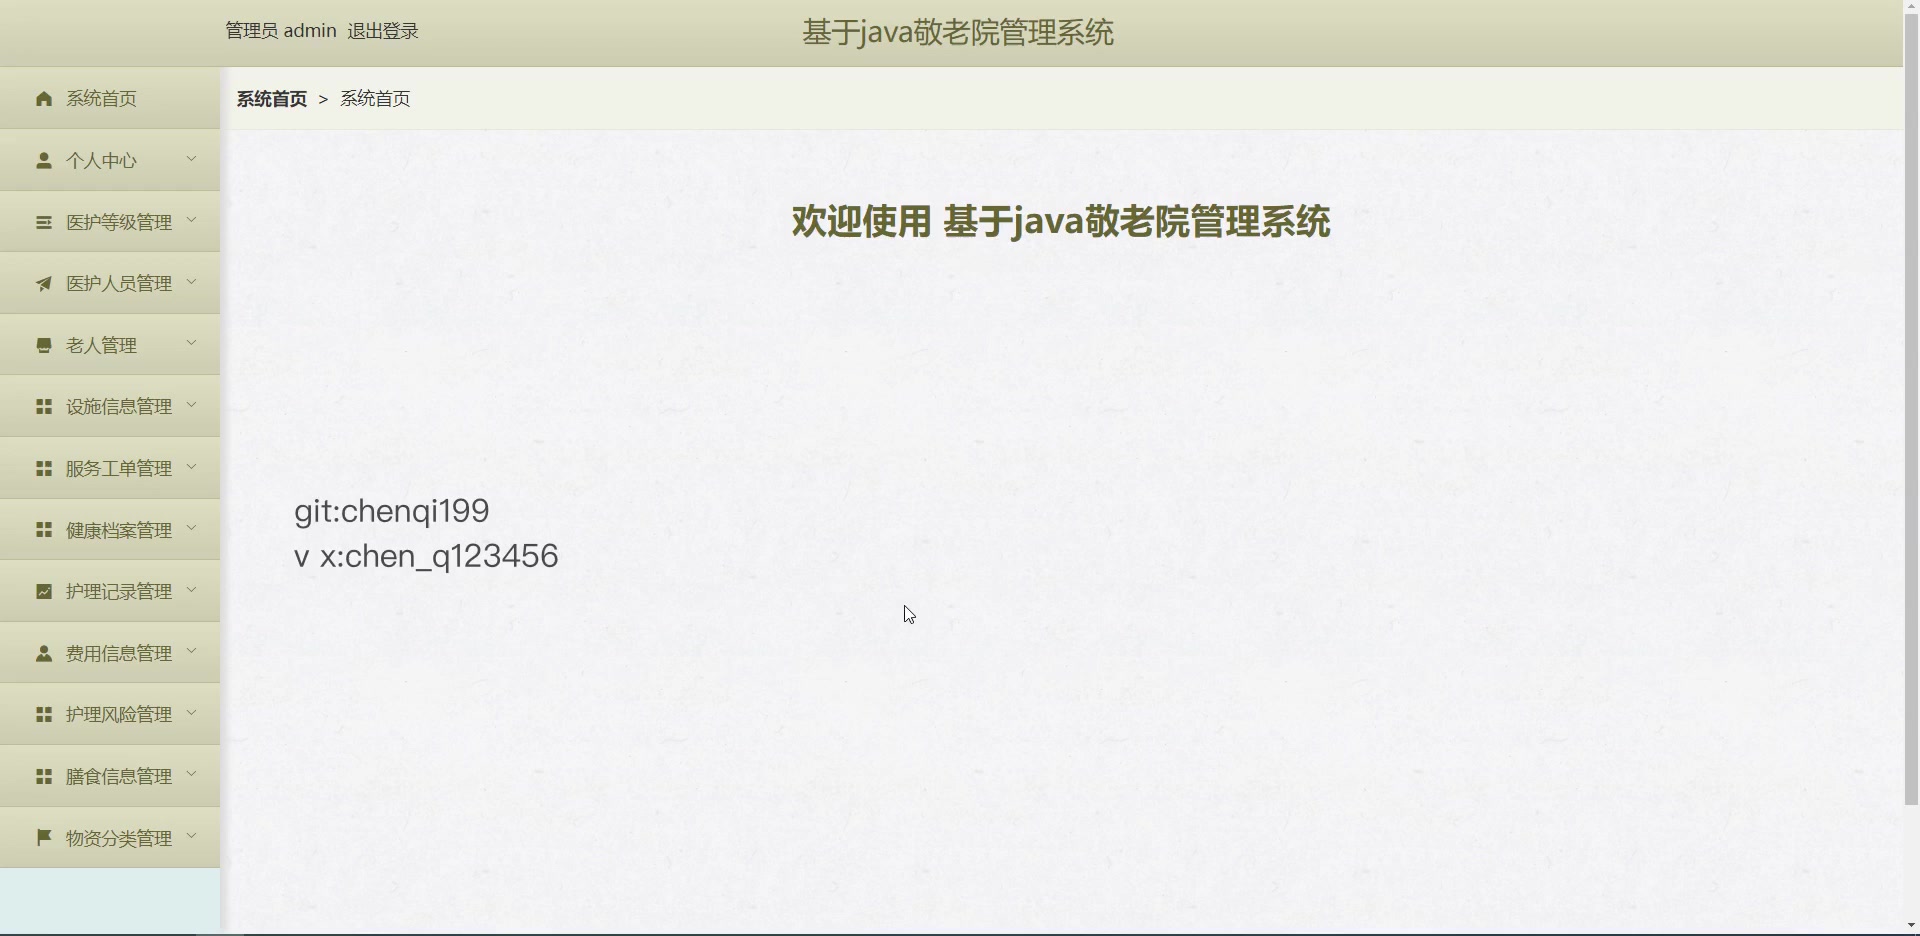 管理员 admin 退出登录
基于java敬老院管理系统
系统首页
个人中心
医护等级管理
医护人员管理
老人管理
设施信息管理
服务工单管理
健康档案管理
护理记录管理
费用信息管理
护理风险管理
膳食信息管理
物资分类管理
系统首页 > 系统首页
欢迎使用 基于java敬老院管理系统
git:chenqi199
v x:chen_q123456